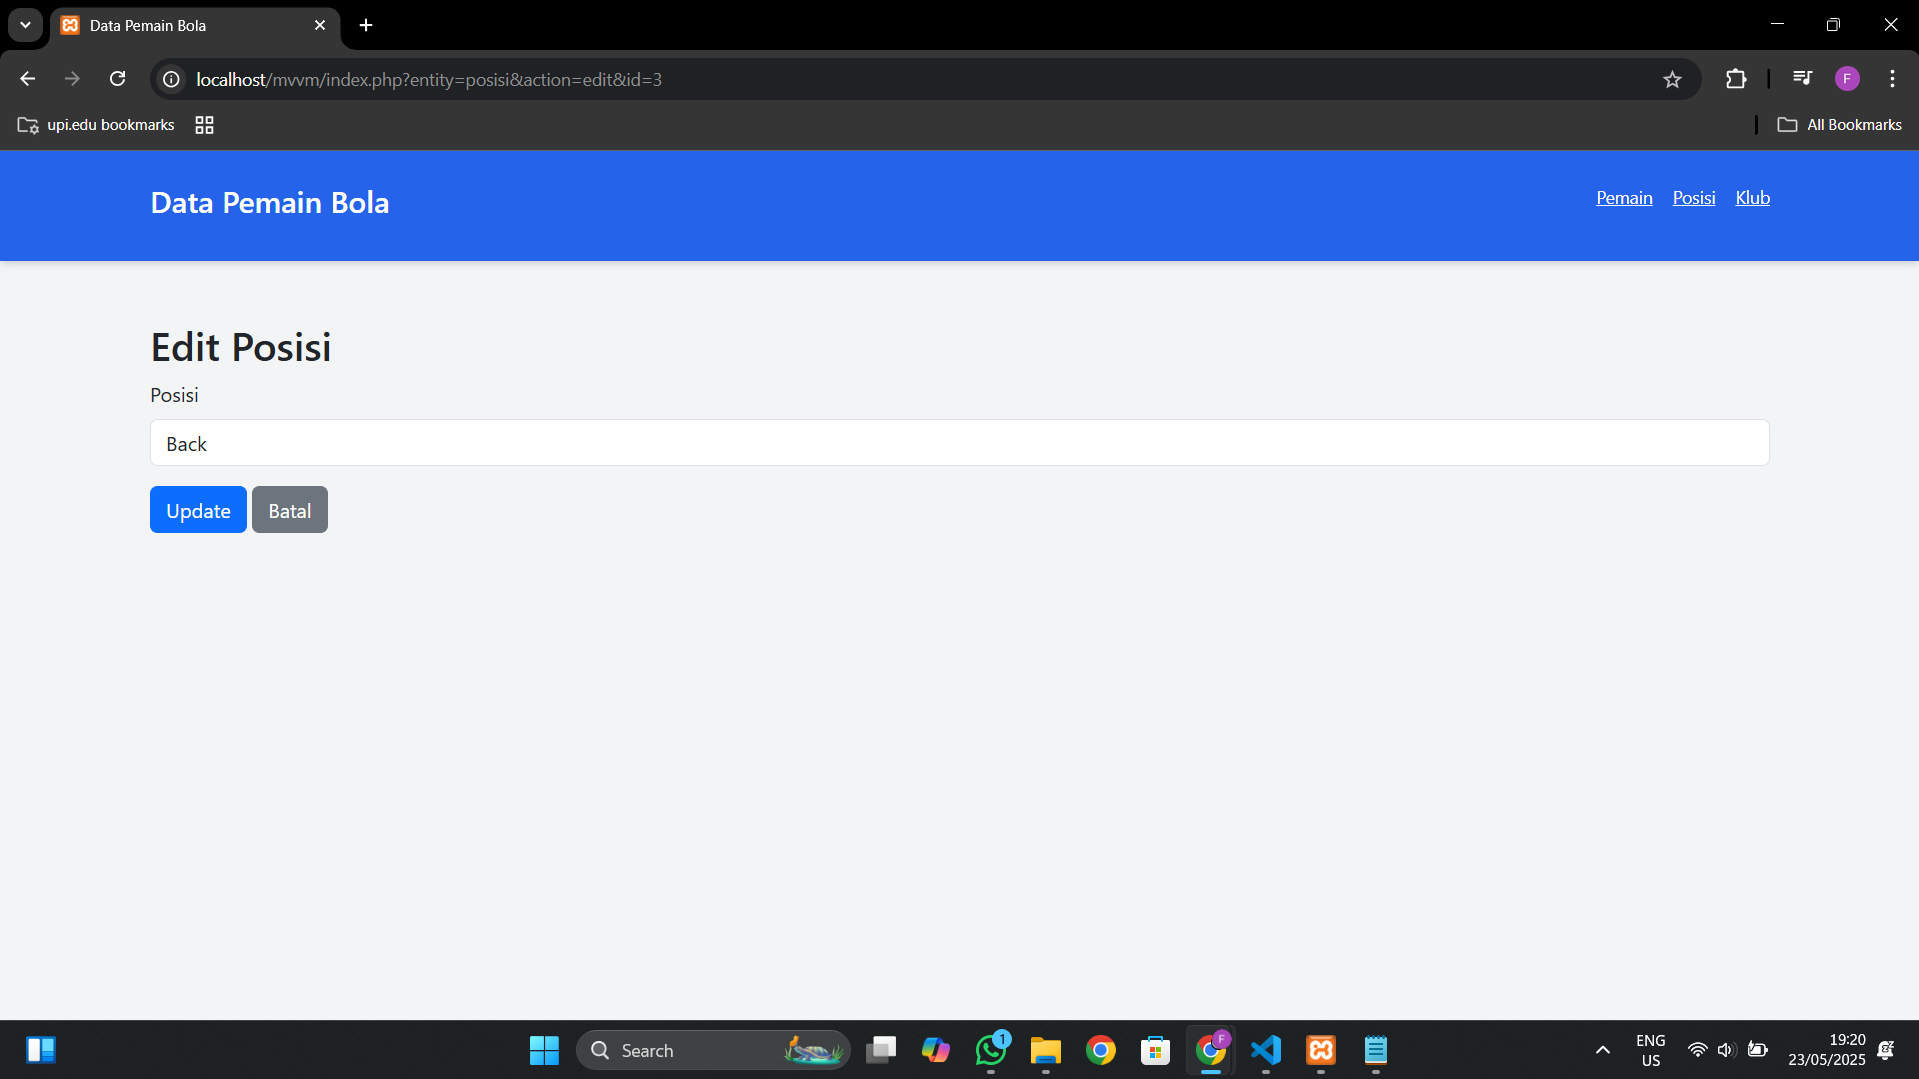 Data Pemain Bola
localhost/mvvm/index.php?entity=posisi&action=edit&id=3
F
upi.edu bookmarks
All Bookmarks
Data Pemain Bola
Pemain Posisi Klub
Edit Posisi
Posisi
Back
Update Batal
Search
1
F
ENG
US
19:20
23/05/2025